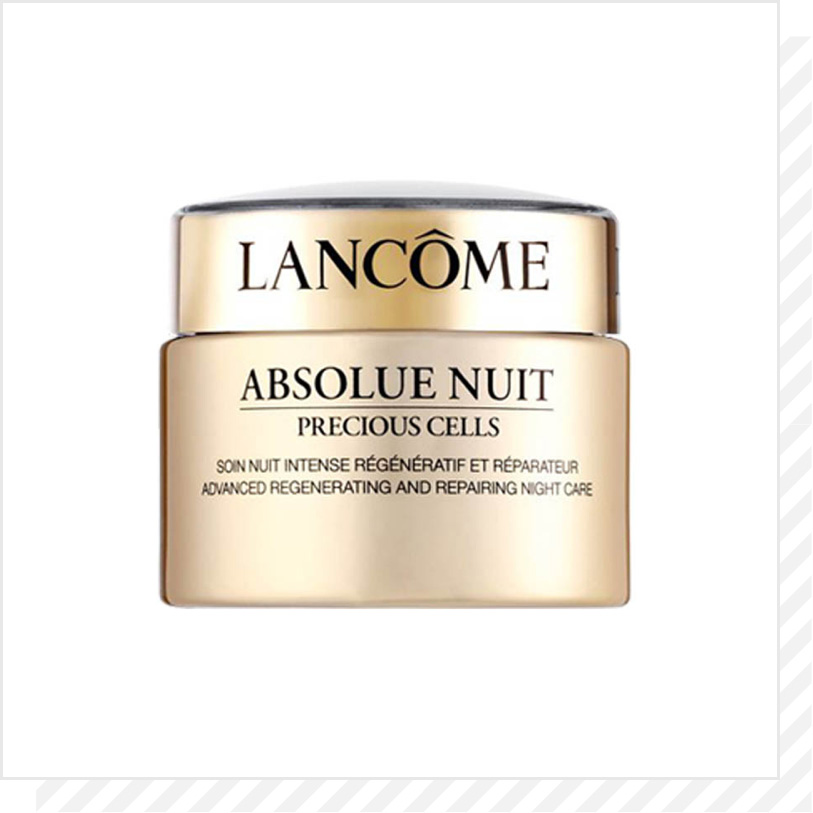 LANCÔME
ABSOLUE NUIT
PRECIOUS CELLS
SOIN NUIT INTENSE RÉGÉNÉRATIF ET RÉPARATEUR
ADVANCED REGENERATING AND REPAIRING NIGHT CARE